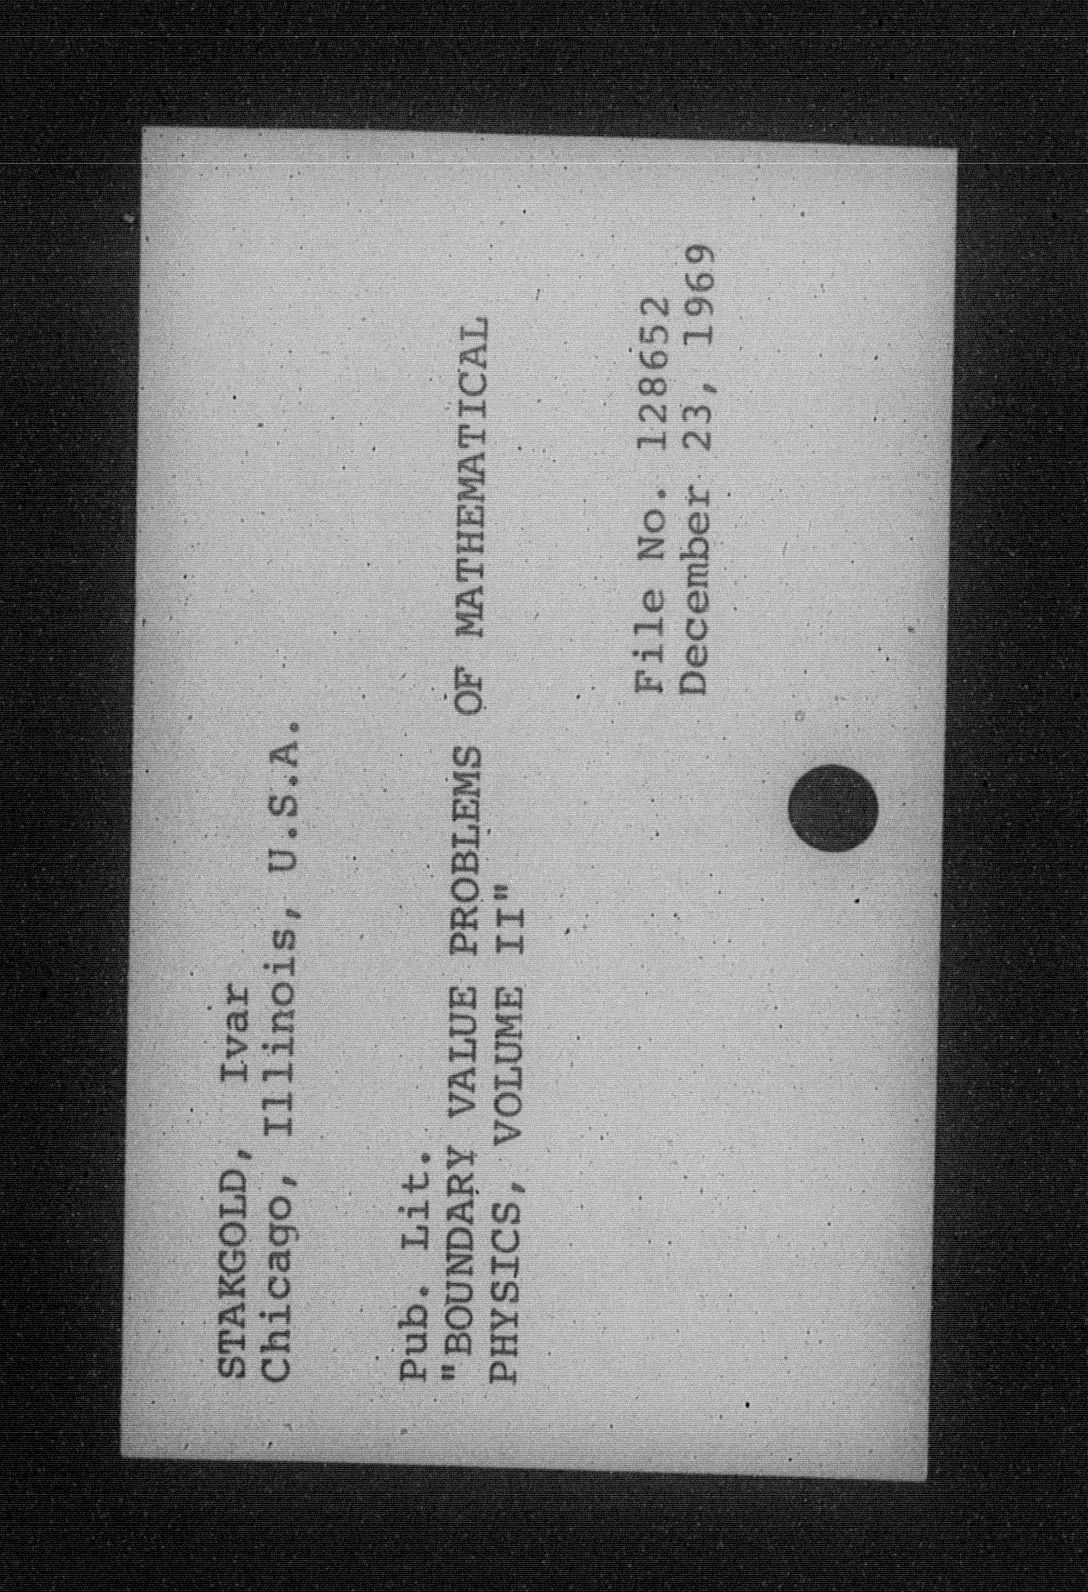 STAKGOLD, Ivar
Chicago, Illinois, U.S.A.
Pub. Lit.
"BOUNDARY VALUE PROBLEMS OF MATHEMATICAL
PHYSICS, VOLUME II"
File No. 128652
December 23, 1969